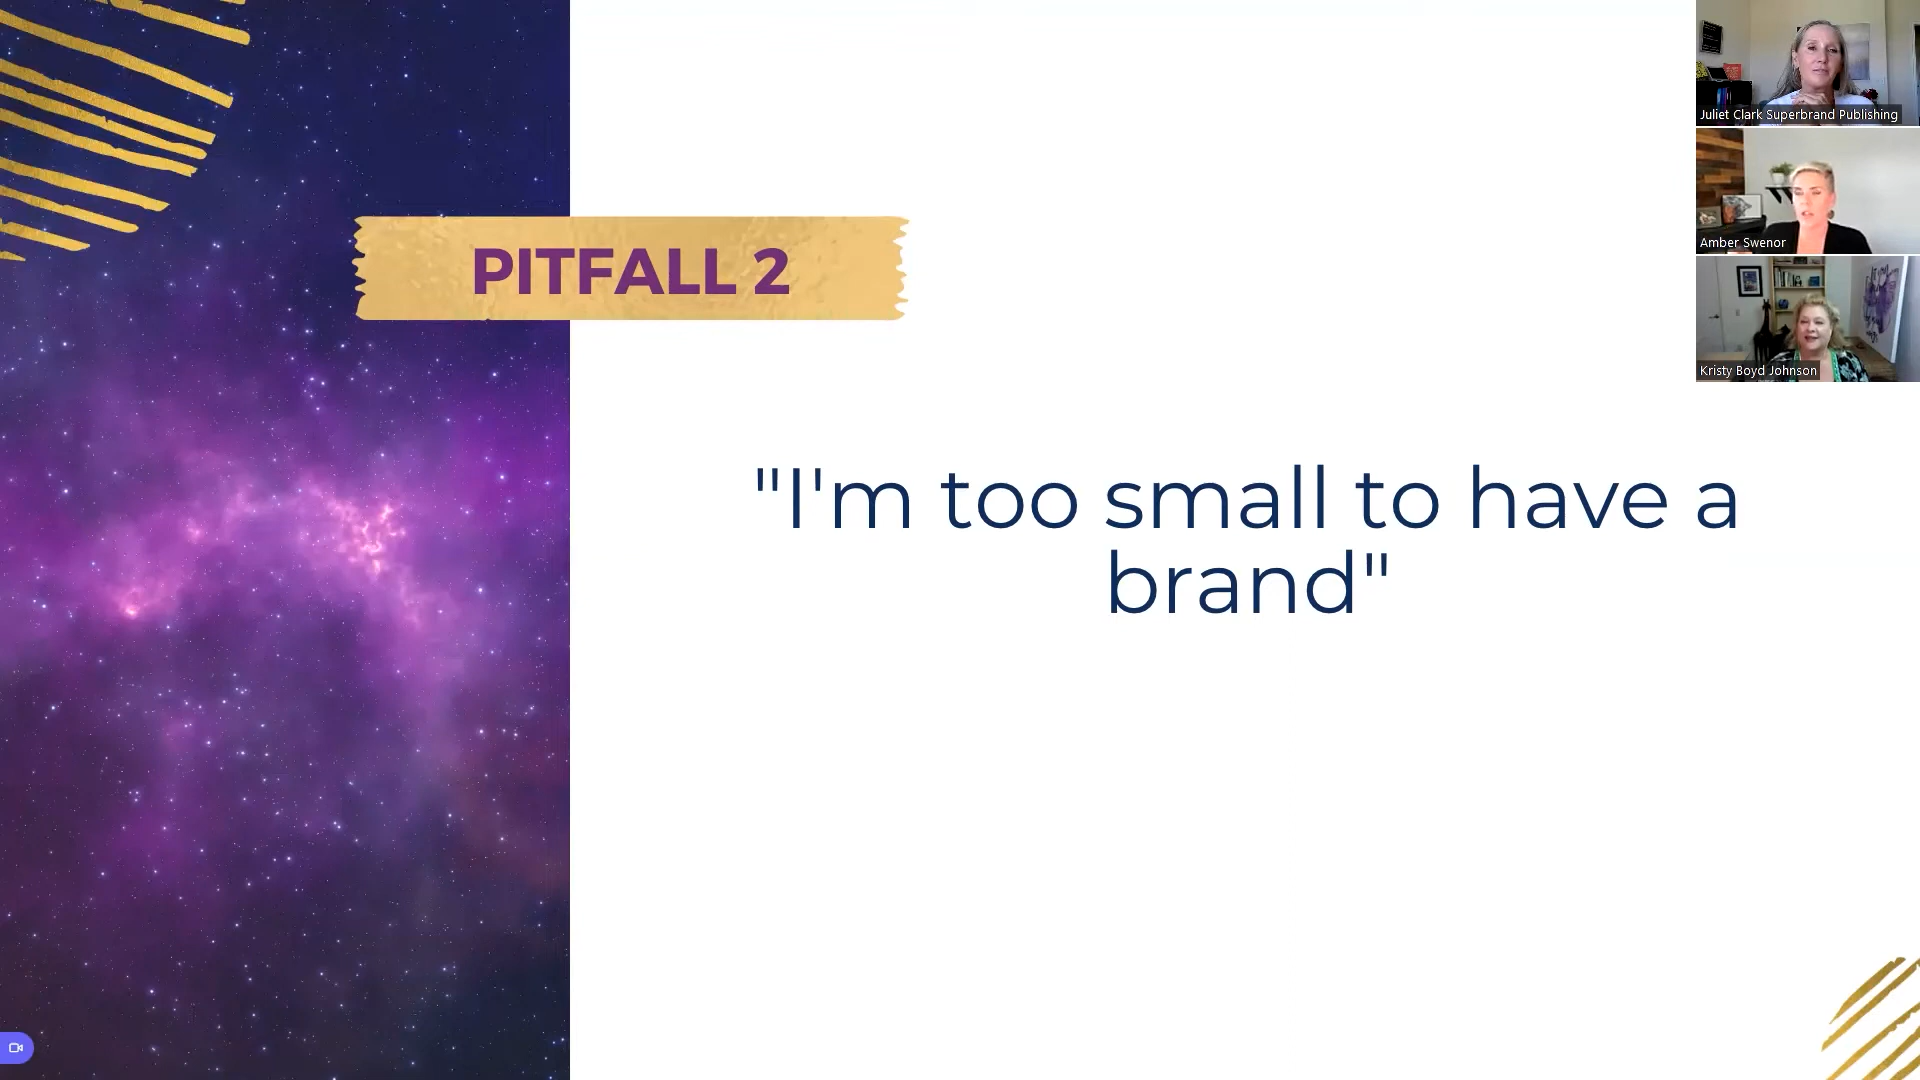 PITFALL 2
"I'm too small to have a
brand"
Juliet Clark Superbrand Publishing
Amber Swenor
Kristy Boyd Johnson